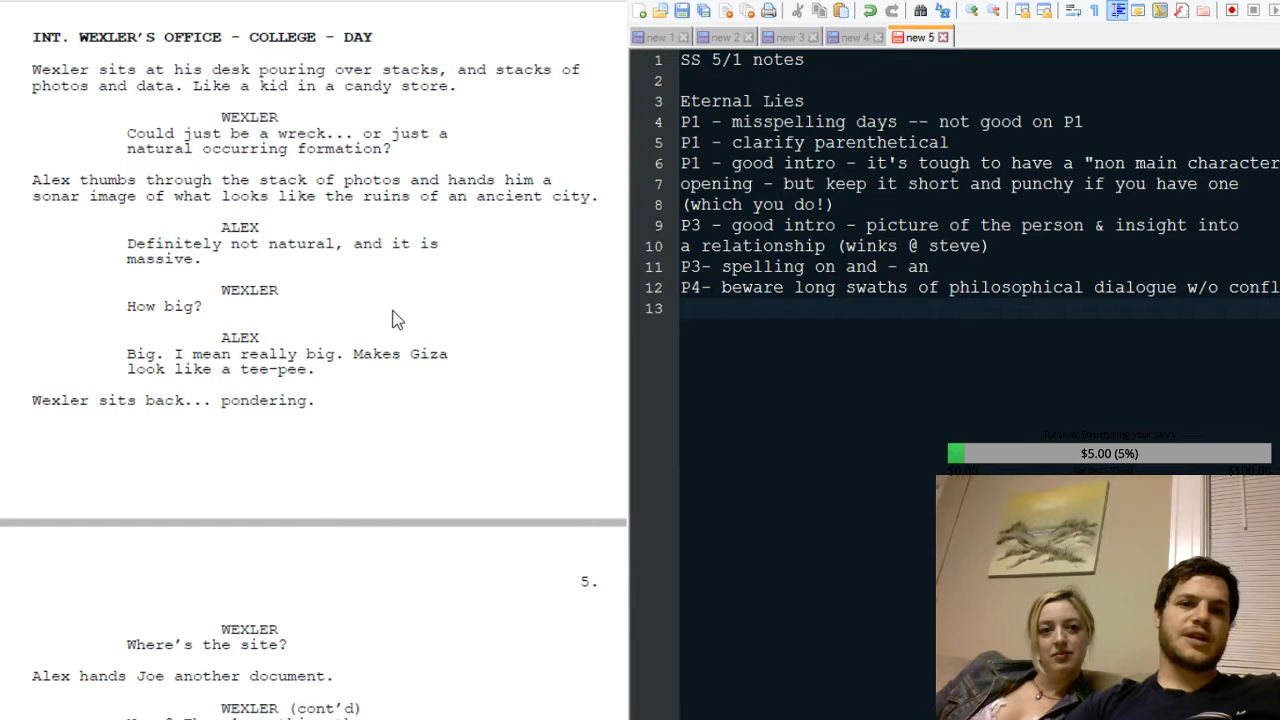 INT. WEXLER'S OFFICE - COLLEGE - DAY
Wexler sits at his desk pouring over stacks, and stacks of
photos and data. Like a kid in a candy store.
WEXLER
Could just be a wreck... or just a
natural occurring formation?
Alex thumbs through the stack of photos and hands him a
sonar image of what looks like the ruins of an ancient city.
ALEX
Definitely not natural, and it is
massive.
WEXLER
How big?
ALEX
Big. I mean really big. Makes Giza
look like a tee-pee.
Wexler sits back... pondering.
5.
WEXLER
Where's the site?
Alex hands Joe another document.
WEXLER (cont'd)
new 1
new 2
new 3
new 4
new 5
1 SS 5/1 notes
2
3 Eternal Lies
4 P1 - misspelling days -- not good on P1
5 P1 - clarify parenthetical
6 P1 - good intro - it's tough to have a "non main character
7 opening - but keep it short and punchy if you have one
8 (which you do!)
9 P3 - good intro - picture of the person & insight into
10 a relationship (winks @ steve)
11 P3- spelling on and - an
12 P4- beware long swaths of philosophical dialogue w/o confl
13
$5.00 (5%)
$0.00
$100.00